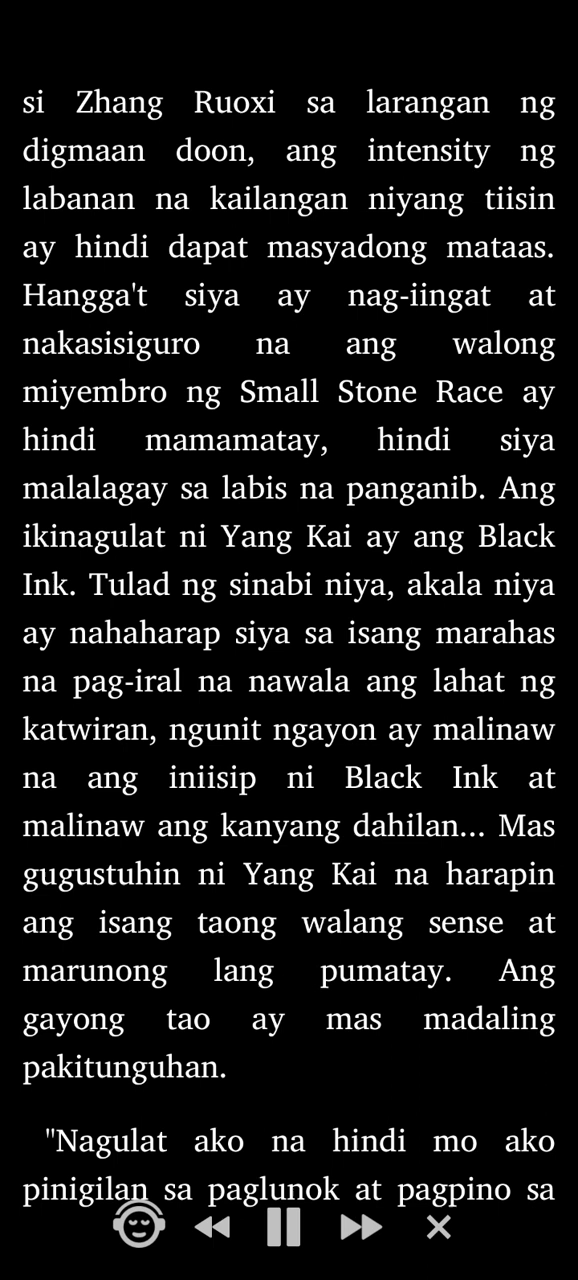 si Zhang Ruoxi sa larangan ng
digmaan doon, ang intensity ng
labanan na kailangan niyang tiisin
ay hindi dapat masyadong mataas.
Hangga't siya ay nag-iingat at
nakasisiguro na ang walong
miyembro ng Small Stone Race ay
hindi mamamatay, hindi siya
malalagay sa labis na panganib. Ang
ikinagulat ni Yang Kai ay ang Black
Ink. Tulad ng sinabi niya, akala niya
ay nahaharap siya sa isang marahas
na pag-iral na nawala ang lahat ng
katwiran, ngunit ngayon ay malinaw
na ang iniisip ni Black Ink at
malinaw ang kanyang dahilan... Mas
gugustuhin ni Yang Kai na harapin
ang isang taong walang sense at
marunong lang pumatay. Ang
gayong tao ay mas madaling
pakitunguhan.
"Nagulat ako na hindi mo ako
pinigilan sa paglunok at pagpino sa